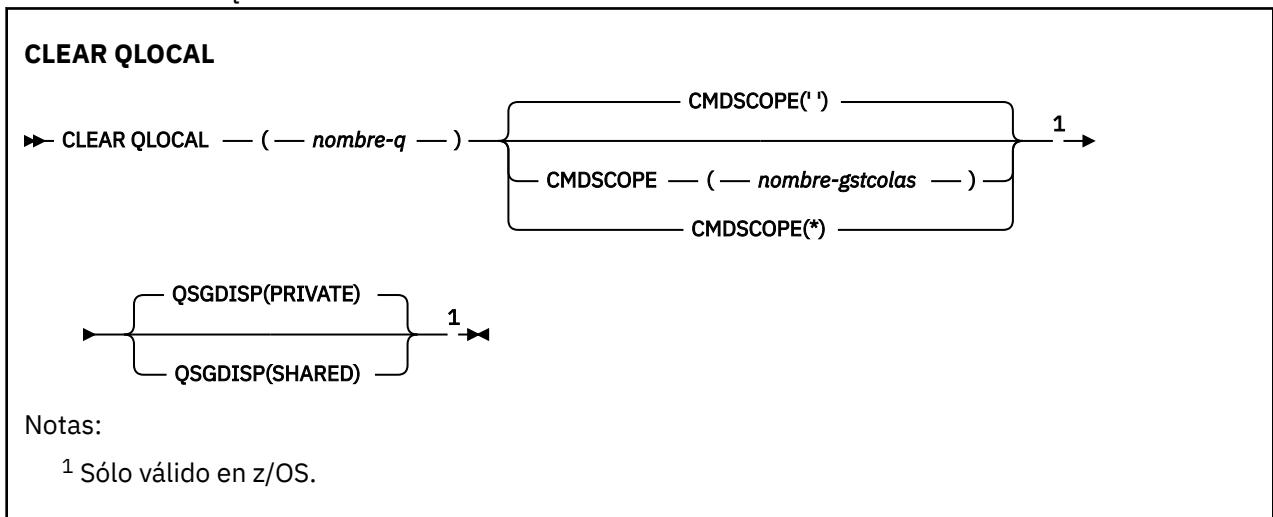 CLEAR QLOCAL
CMDSCOPE(' ')
CLEAR QLOCAL ( nombre-q ) 1
CMDSCOPE ( nombre-gstcolas )
CMDSCOPE(*)
QSGDISP(PRIVATE)
1
QSGDISP(SHARED)
Notas:
1 Sólo válido en z/OS.